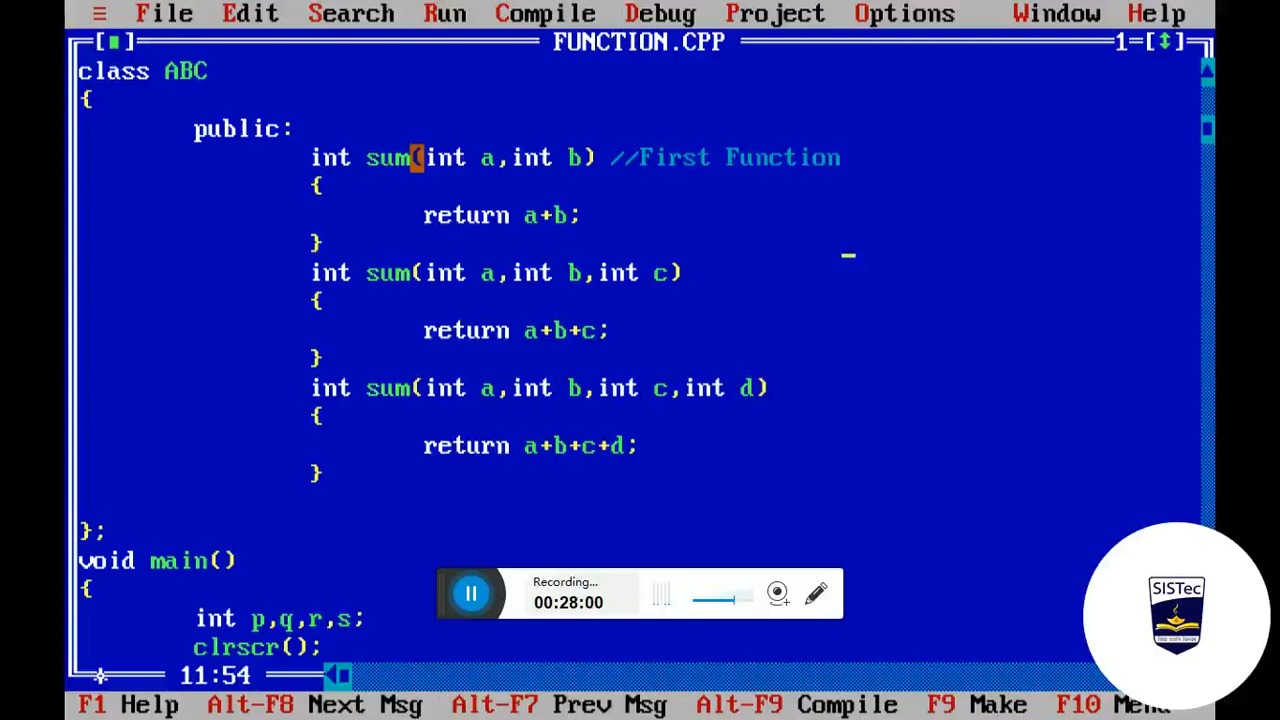 ≡ File Edit Search Run Compile Debug Project Options Window Help
[■] FUNCTION.CPP 1=[↕]
class ABC
{
public:
int sum(int a,int b) //First Function
{
return a+b;
}
int sum(int a,int b,int c)
{
return a+b+c;
}
int sum(int a,int b,int c,int d)
{
return a+b+c+d;
}
};
void main()
{
int p,q,r,s;
clrscr();
Recording...
00:28:00
SISTec
11:54
F1 Help Alt-F8 Next Msg Alt-F7 Prev Msg Alt-F9 Compile F9 Make F10 Menu